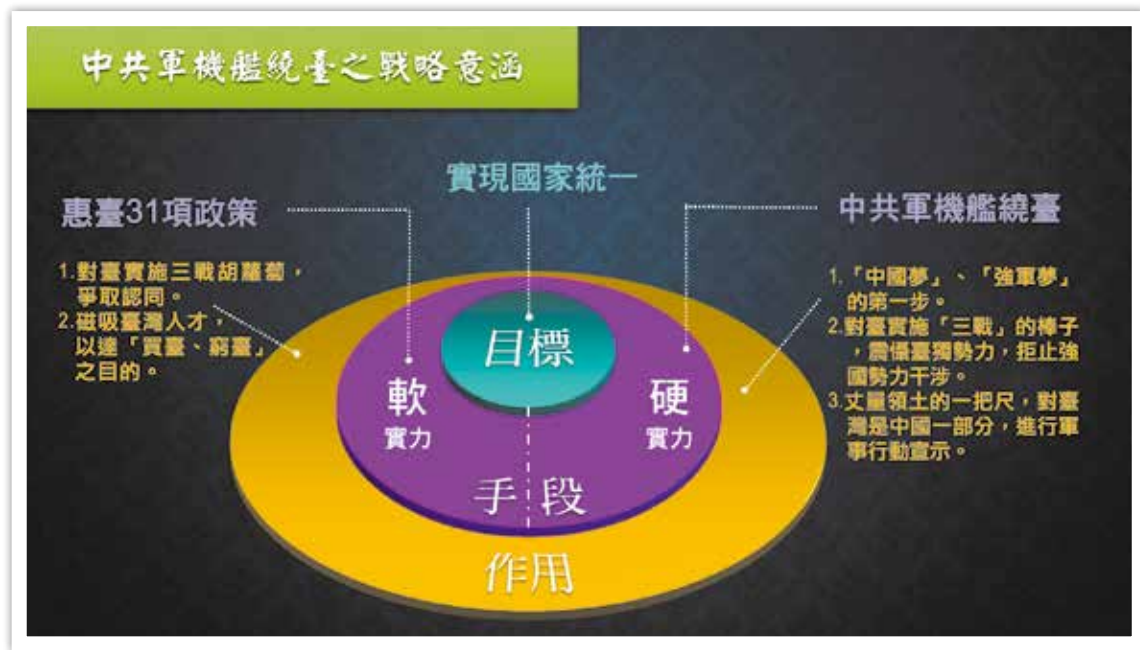 中共軍機艦繞臺之戰略意涵
實現國家統一
惠臺31項政策
1.對臺實施三戰胡蘿蔔，
爭取認同。
2.磁吸臺灣人才，
以達「買臺、窮臺」
之目的。
中共軍機艦繞臺
1.「中國夢」、「強軍夢」
的第一步。
2.對臺實施「三戰」的棒子
，震懾臺獨勢力，拒止強
國勢力干涉。
3.丈量領土的一把尺，對臺
灣是中國一部分，進行軍
事行動宣示。
目標
軟
實力
硬
實力
手段
作用